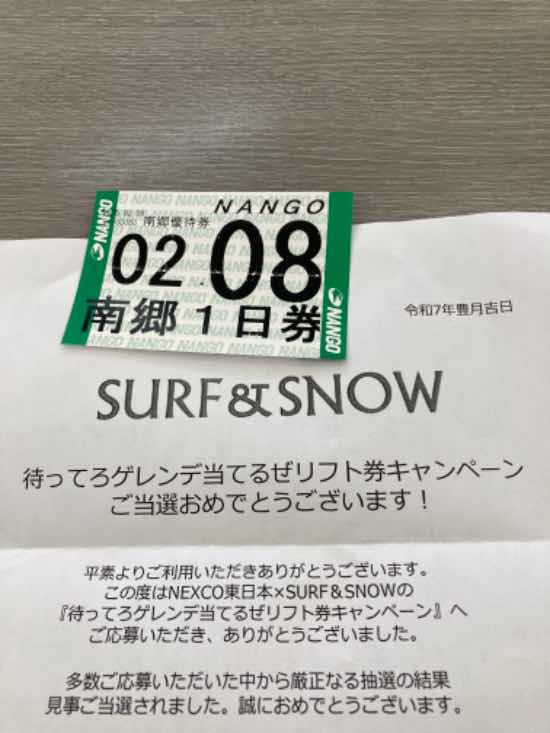 NANGO
南郷優待券
02.08
南郷1日券
NANGO
NANGO
令和7年豊月吉日
SURF&SNOW
待ってろゲレンデ当てるぜリフト券キャンペーン
ご当選おめでとうございます！
平素よりご利用いただきありがとうございます。
この度はNEXCO東日本×SURF&SNOWの
『待ってろゲレンデ当てるぜリフト券キャンペーン』へ
ご応募いただき、ありがとうございました。
多数ご応募いただいた中から厳正なる抽選の結果
見事ご当選されました。誠におめでとうございます。